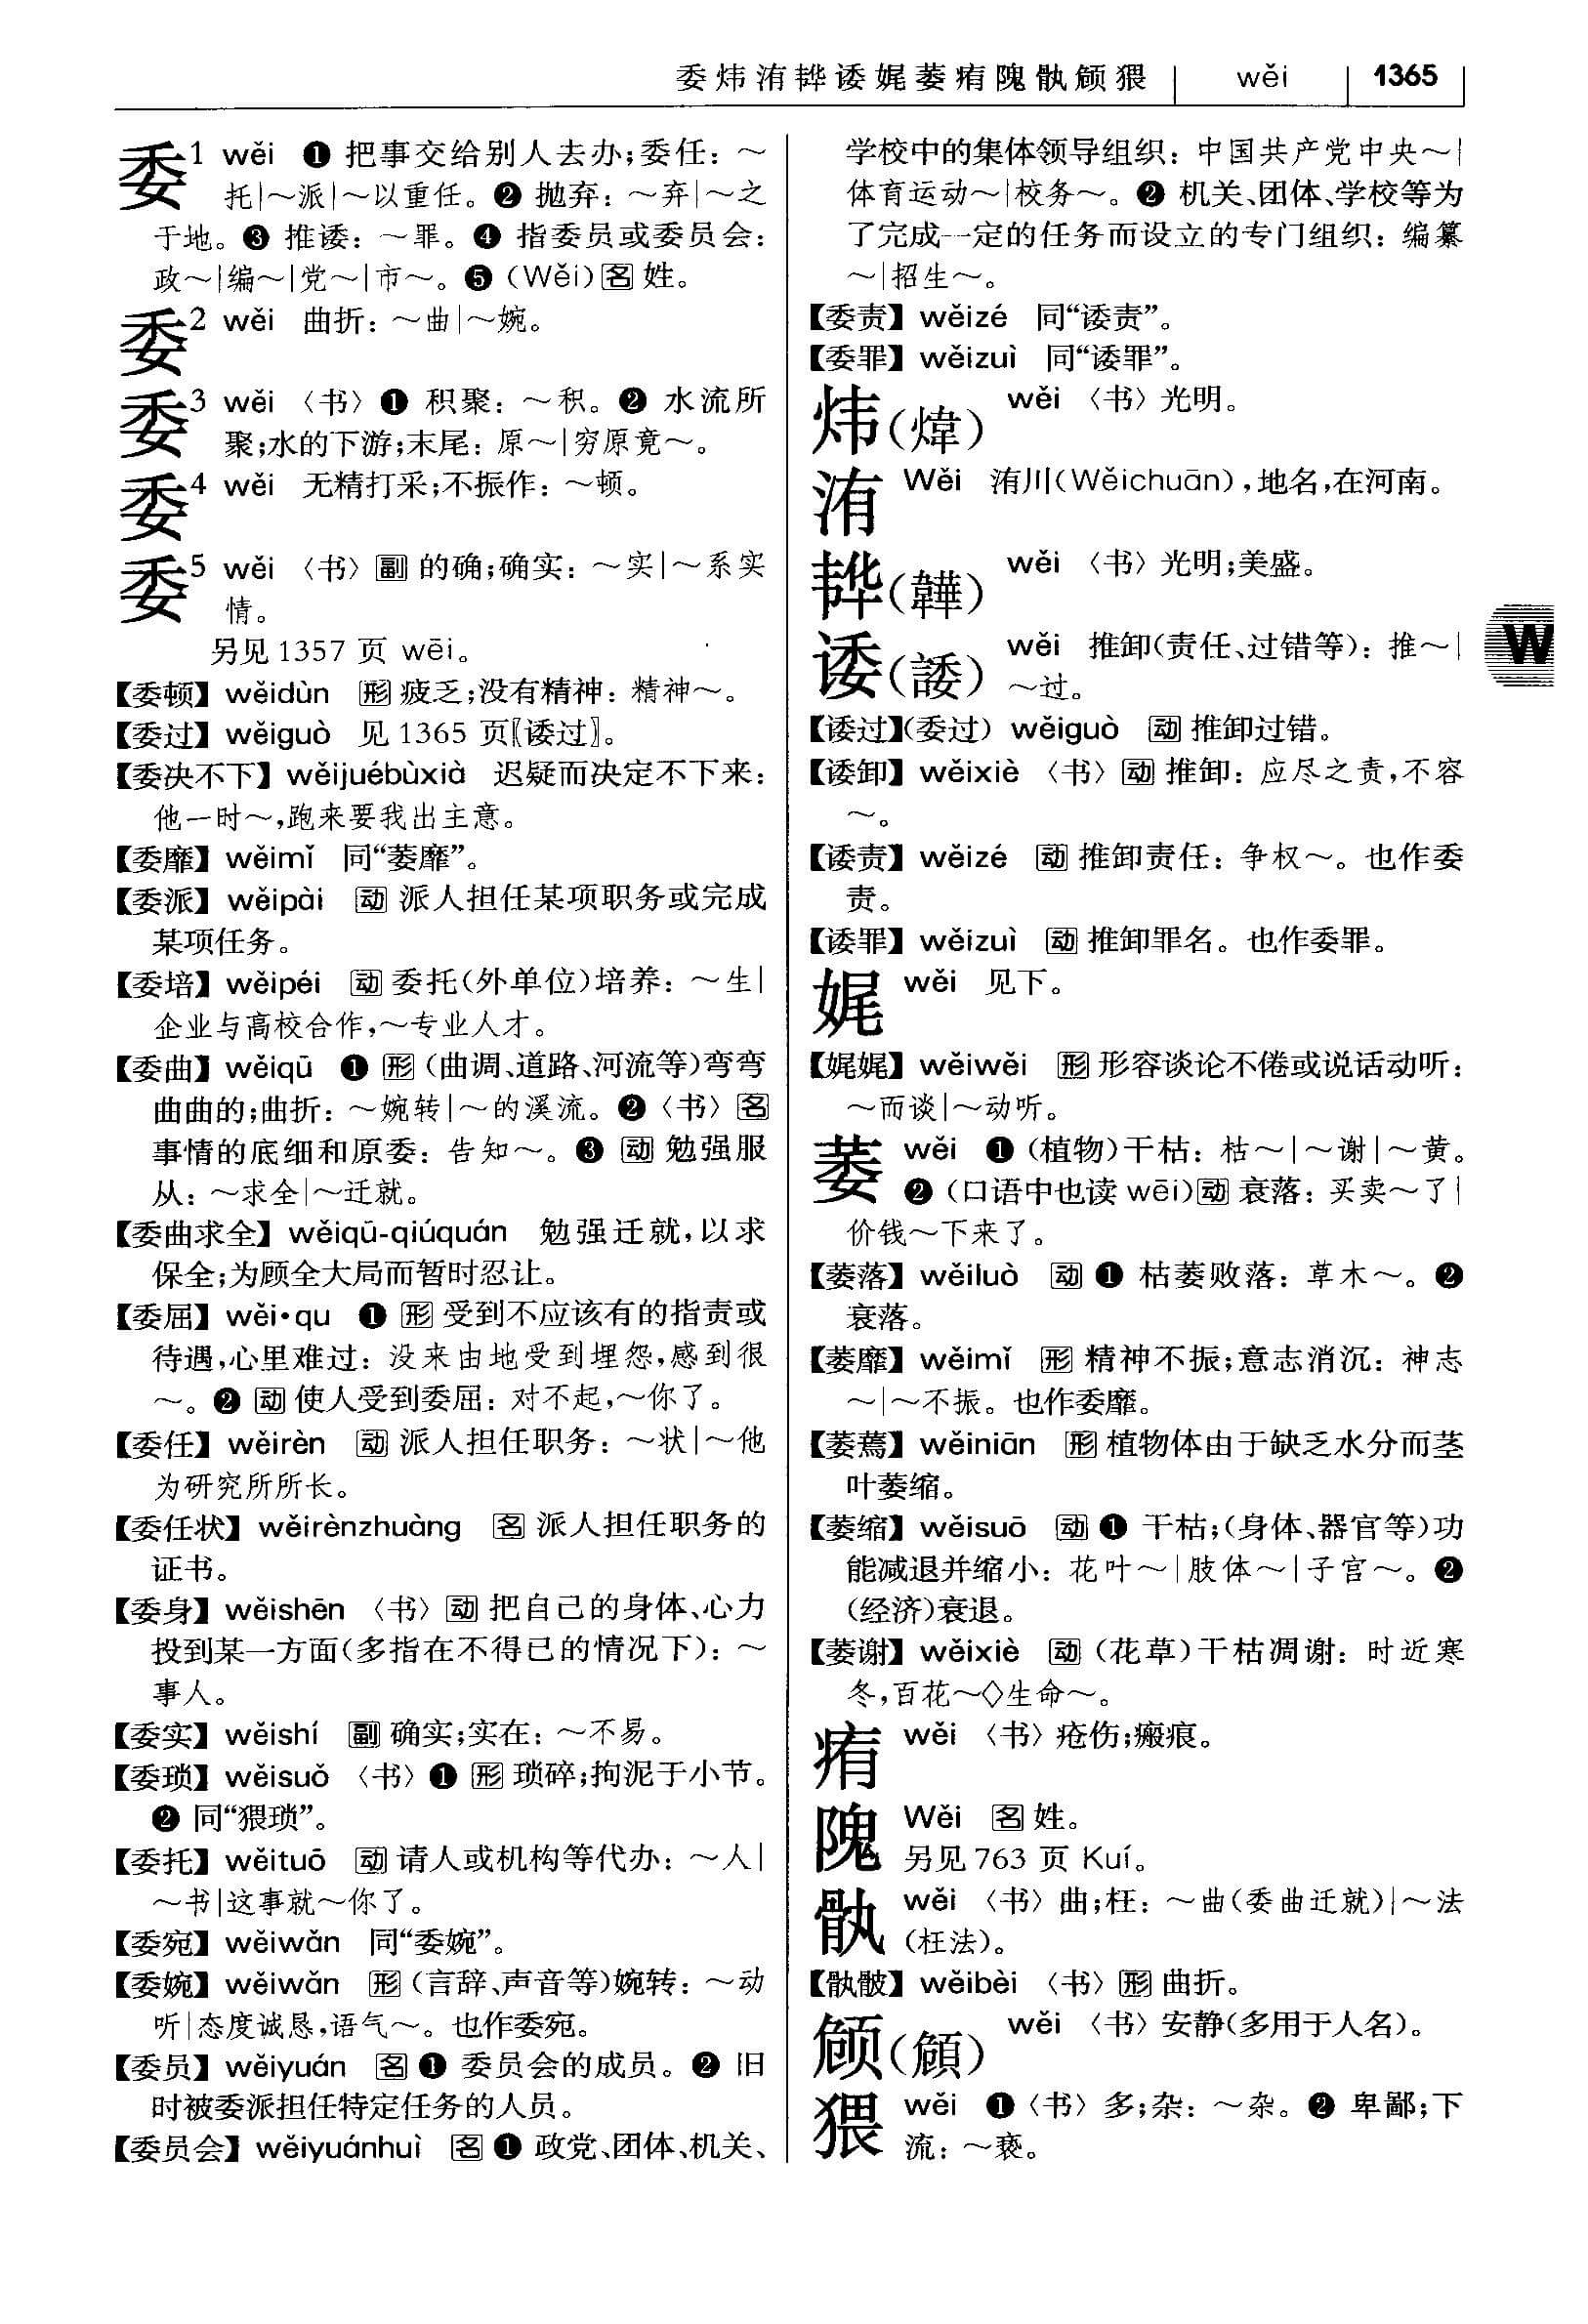 委炜洧韡诿娓萎痏隗骫頠猥 wěi 1365
委1 wěi ❶ 把事交给别人去办;委任：～
托|～派|～以重任。❷ 抛弃：～弃|～之
于地。❸ 推诿：～罪。❹ 指委员或委员会：
政～|编～|党～|市～。❺（Wěi）名 姓。
委2 wěi 曲折：～曲|～婉。
委3 wěi 〈书〉❶ 积聚：～积。❷ 水流所
聚;水的下游;末尾：原～|穷原竟～。
委4 wěi 无精打采;不振作：～顿。
委5 wěi 〈书〉副 的确;确实：～实|～系实
情。
另见1357 页 wēi。
【委顿】wěidùn 形 疲乏;没有精神：精神～。
【委过】wěiguò 见 1365 页〖诿过〗。
【委决不下】wěijuébùxià 迟疑而决定不下来：
他一时～,跑来要我出主意。
【委靡】wěimǐ 同“萎靡”。
【委派】wěipài 动 派人担任某项职务或完成
某项任务。
【委培】wěipéi 动 委托(外单位)培养：～生|
企业与高校合作,～专业人才。
【委曲】wěiqū ❶ 形 (曲调、道路、河流等)弯弯
曲曲的;曲折：～婉转|～的溪流。❷〈书〉名
事情的底细和原委：告知～。❸ 动 勉强服
从：～求全|～迁就。
【委曲求全】wěiqū-qiúquán 勉强迁就,以求
保全;为顾全大局而暂时忍让。
【委屈】wěi•qu ❶ 形 受到不应该有的指责或
待遇,心里难过：没来由地受到埋怨,感到很
～。❷ 动 使人受到委屈：对不起,～你了。
【委任】wěirèn 动 派人担任职务：～状|～他
为研究所所长。
【委任状】wěirènzhuàng 名 派人担任职务的
证书。
【委身】wěishēn 〈书〉动 把自己的身体、心力
投到某一方面(多指在不得已的情况下)：～
事人。
【委实】wěishí 副 确实;实在：～不易。
【委琐】wěisuǒ 〈书〉❶ 形 琐碎;拘泥于小节。
❷ 同“猥琐”。
【委托】wěituō 动 请人或机构等代办：～人|
～书|这事就～你了。
【委宛】wěiwǎn 同“委婉”。
【委婉】wěiwǎn 形 (言辞、声音等)婉转：～动
听|态度诚恳,语气～。也作委宛。
【委员】wěiyuán 名 ❶ 委员会的成员。❷ 旧
时被委派担任特定任务的人员。
【委员会】wěiyuánhuì 名 ❶ 政党、团体、机关、
学校中的集体领导组织：中国共产党中央～|
体育运动～|校务～。❷ 机关、团体、学校等为
了完成一定的任务而设立的专门组织：编纂
～|招生～。
【委责】wěizé 同“诿责”。
【委罪】wěizuì 同“诿罪”。
炜(煒) wěi 〈书〉光明。
洧 Wěi 洧川(Wěichuān),地名,在河南。
韡(韡) wěi 〈书〉光明;美盛。
诿(諉) wěi 推卸(责任、过错等)：推～|
～过。
【诿过】(委过) wěiguò 动 推卸过错。
【诿卸】wěixiè 〈书〉动 推卸：应尽之责,不容
～。
【诿责】wěizé 动 推卸责任：争权～。也作委
责。
【诿罪】wěizuì 动 推卸罪名。也作委罪。
娓 wěi 见下。
【娓娓】wěiwěi 形 形容谈论不倦或说话动听：
～而谈|～动听。
萎 wěi ❶ (植物)干枯：枯～|～谢|～黄。
❷ (口语中也读 wēi)动 衰落：买卖～了|
价钱～下来了。
【萎落】wěiluò 动 ❶ 枯萎败落：草木～。❷
衰落。
【萎靡】wěimǐ 形 精神不振;意志消沉：神志
～|～不振。也作委靡。
【萎蔫】wěiniān 形 植物体由于缺乏水分而茎
叶萎缩。
【萎缩】wěisuō 动 ❶ 干枯;(身体、器官等)功
能减退并缩小：花叶～|肢体～|子宫～。❷
(经济)衰退。
【萎谢】wěixiè 动 (花草)干枯凋谢：时近寒
冬,百花～◇生命～。
痏 wěi 〈书〉疮伤;瘢痕。
隗 Wěi 名 姓。
另见763 页 Kuí。
骫 wěi 〈书〉曲;枉：～曲(委曲迁就)|～法
(枉法)。
【骫骳】wěibèi 〈书〉形 曲折。
𬱟(頠) wěi 〈书〉安静(多用于人名)。
猥 wěi ❶〈书〉多;杂：～杂。❷ 卑鄙;下
流：～亵。
W